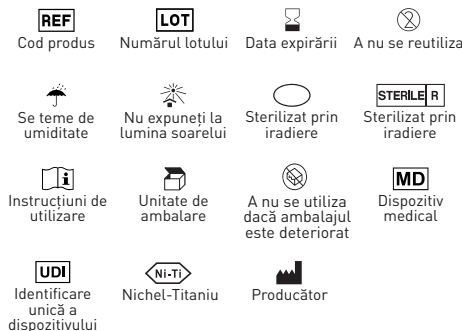 REF
Cod produs
LOT
Numărul lotului
Data expirării
2
A nu se reutiliza
Se teme de
umiditate
Nu expuneți la
lumina soarelui
Sterilizat prin
iradiere
STERILE R
Sterilizat prin
iradiere
i
Instrucțiuni de
utilizare
Unitate de
ambalare
A nu se utiliza
dacă ambalajul
este deteriorat
MD
Dispozitiv
medical
UDI
Identificare
unică a
dispozitivului
Ni-Ti
Nichel-Titaniu
Producător